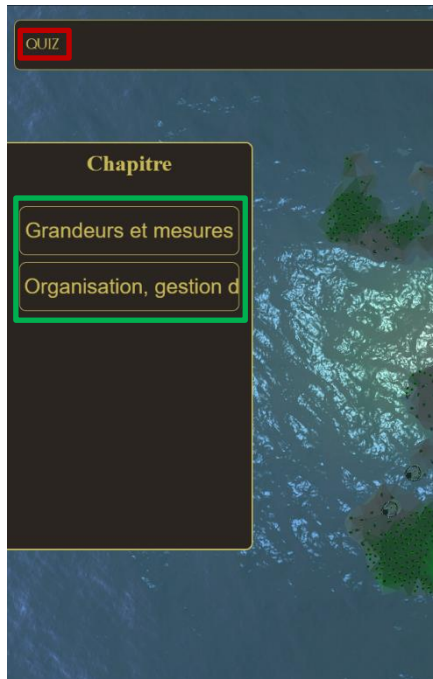 QUIZ
Chapitre
Grandeurs et mesures
Organisation, gestion d